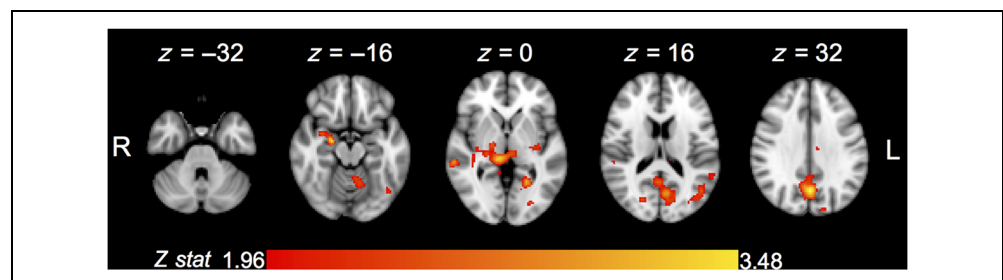 z = –32 z = –16 z = 0 z = 16 z = 32
R L
Z stat 1.96 3.48